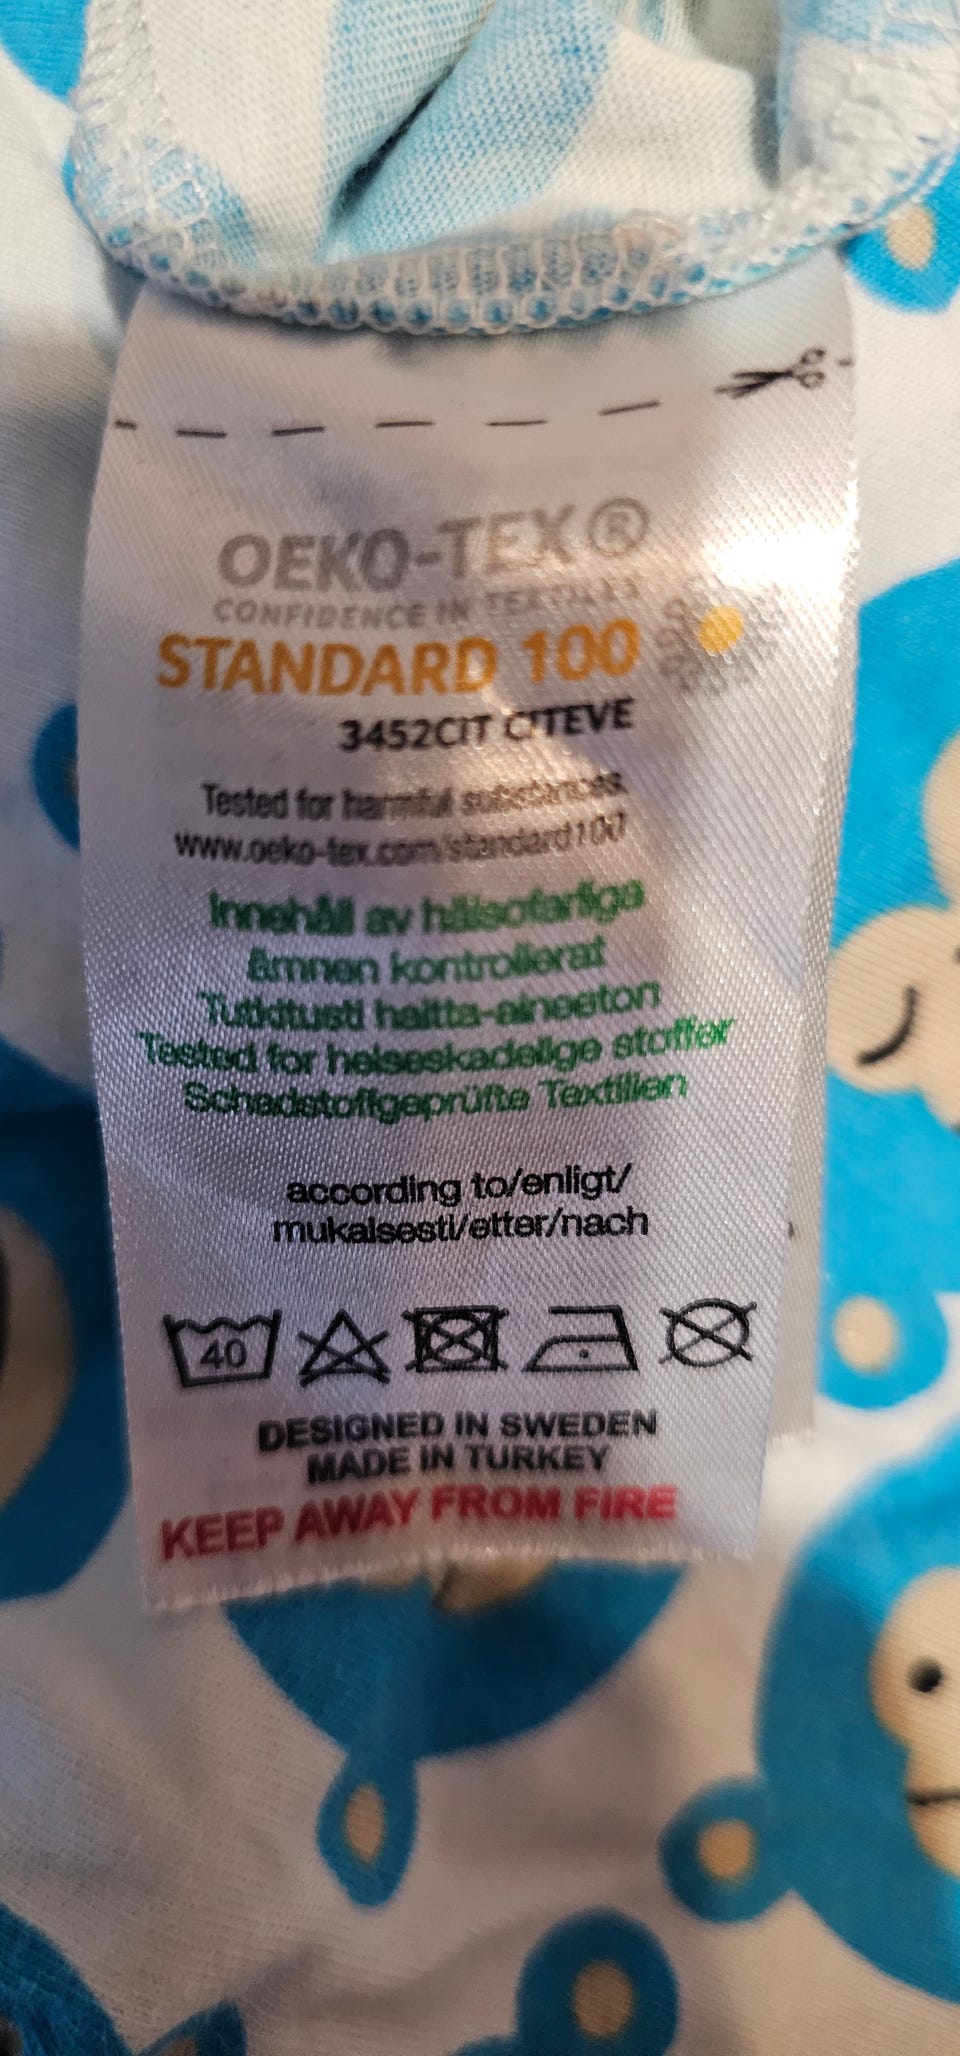 OEKO-TEX®
CONFIDENCE IN TEXTILES
STANDARD 100
3452CIT CITEVE
Tested for harmful substances.
www.oeko-tex.com/standard100
Innehåll av hälsofarliga
ämnen kontrollerat
Tutkitusti haitta-aineeton
Tested for helseskadelige stoffer
Schadstoffgeprüfte Textilien
according to/enligt/
mukaisesti/etter/nach
40
DESIGNED IN SWEDEN
MADE IN TURKEY
KEEP AWAY FROM FIRE